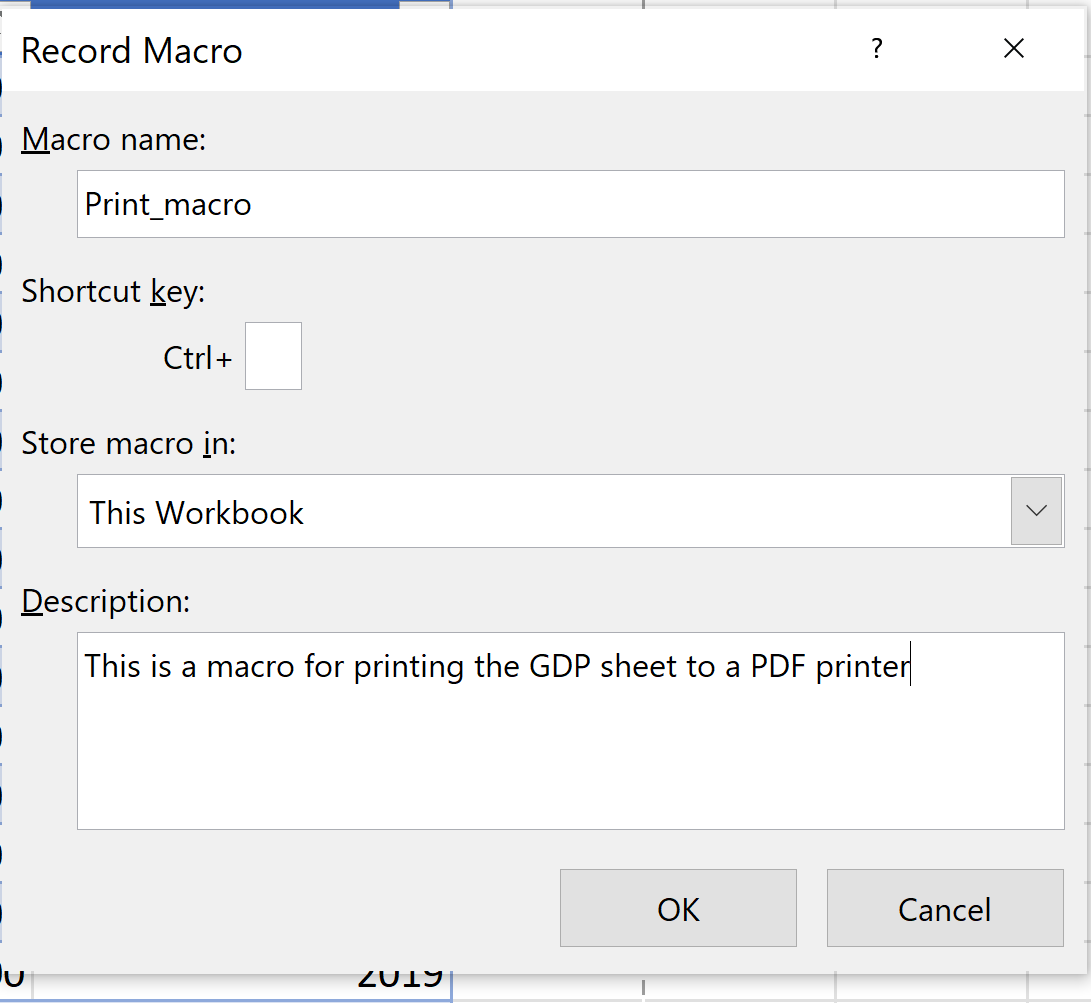 Record Macro ? ×
Macro name:
Print_macro
Shortcut key:
Ctrl+
Store macro in:
This Workbook
Description:
This is a macro for printing the GDP sheet to a PDF printer
OK Cancel
2019